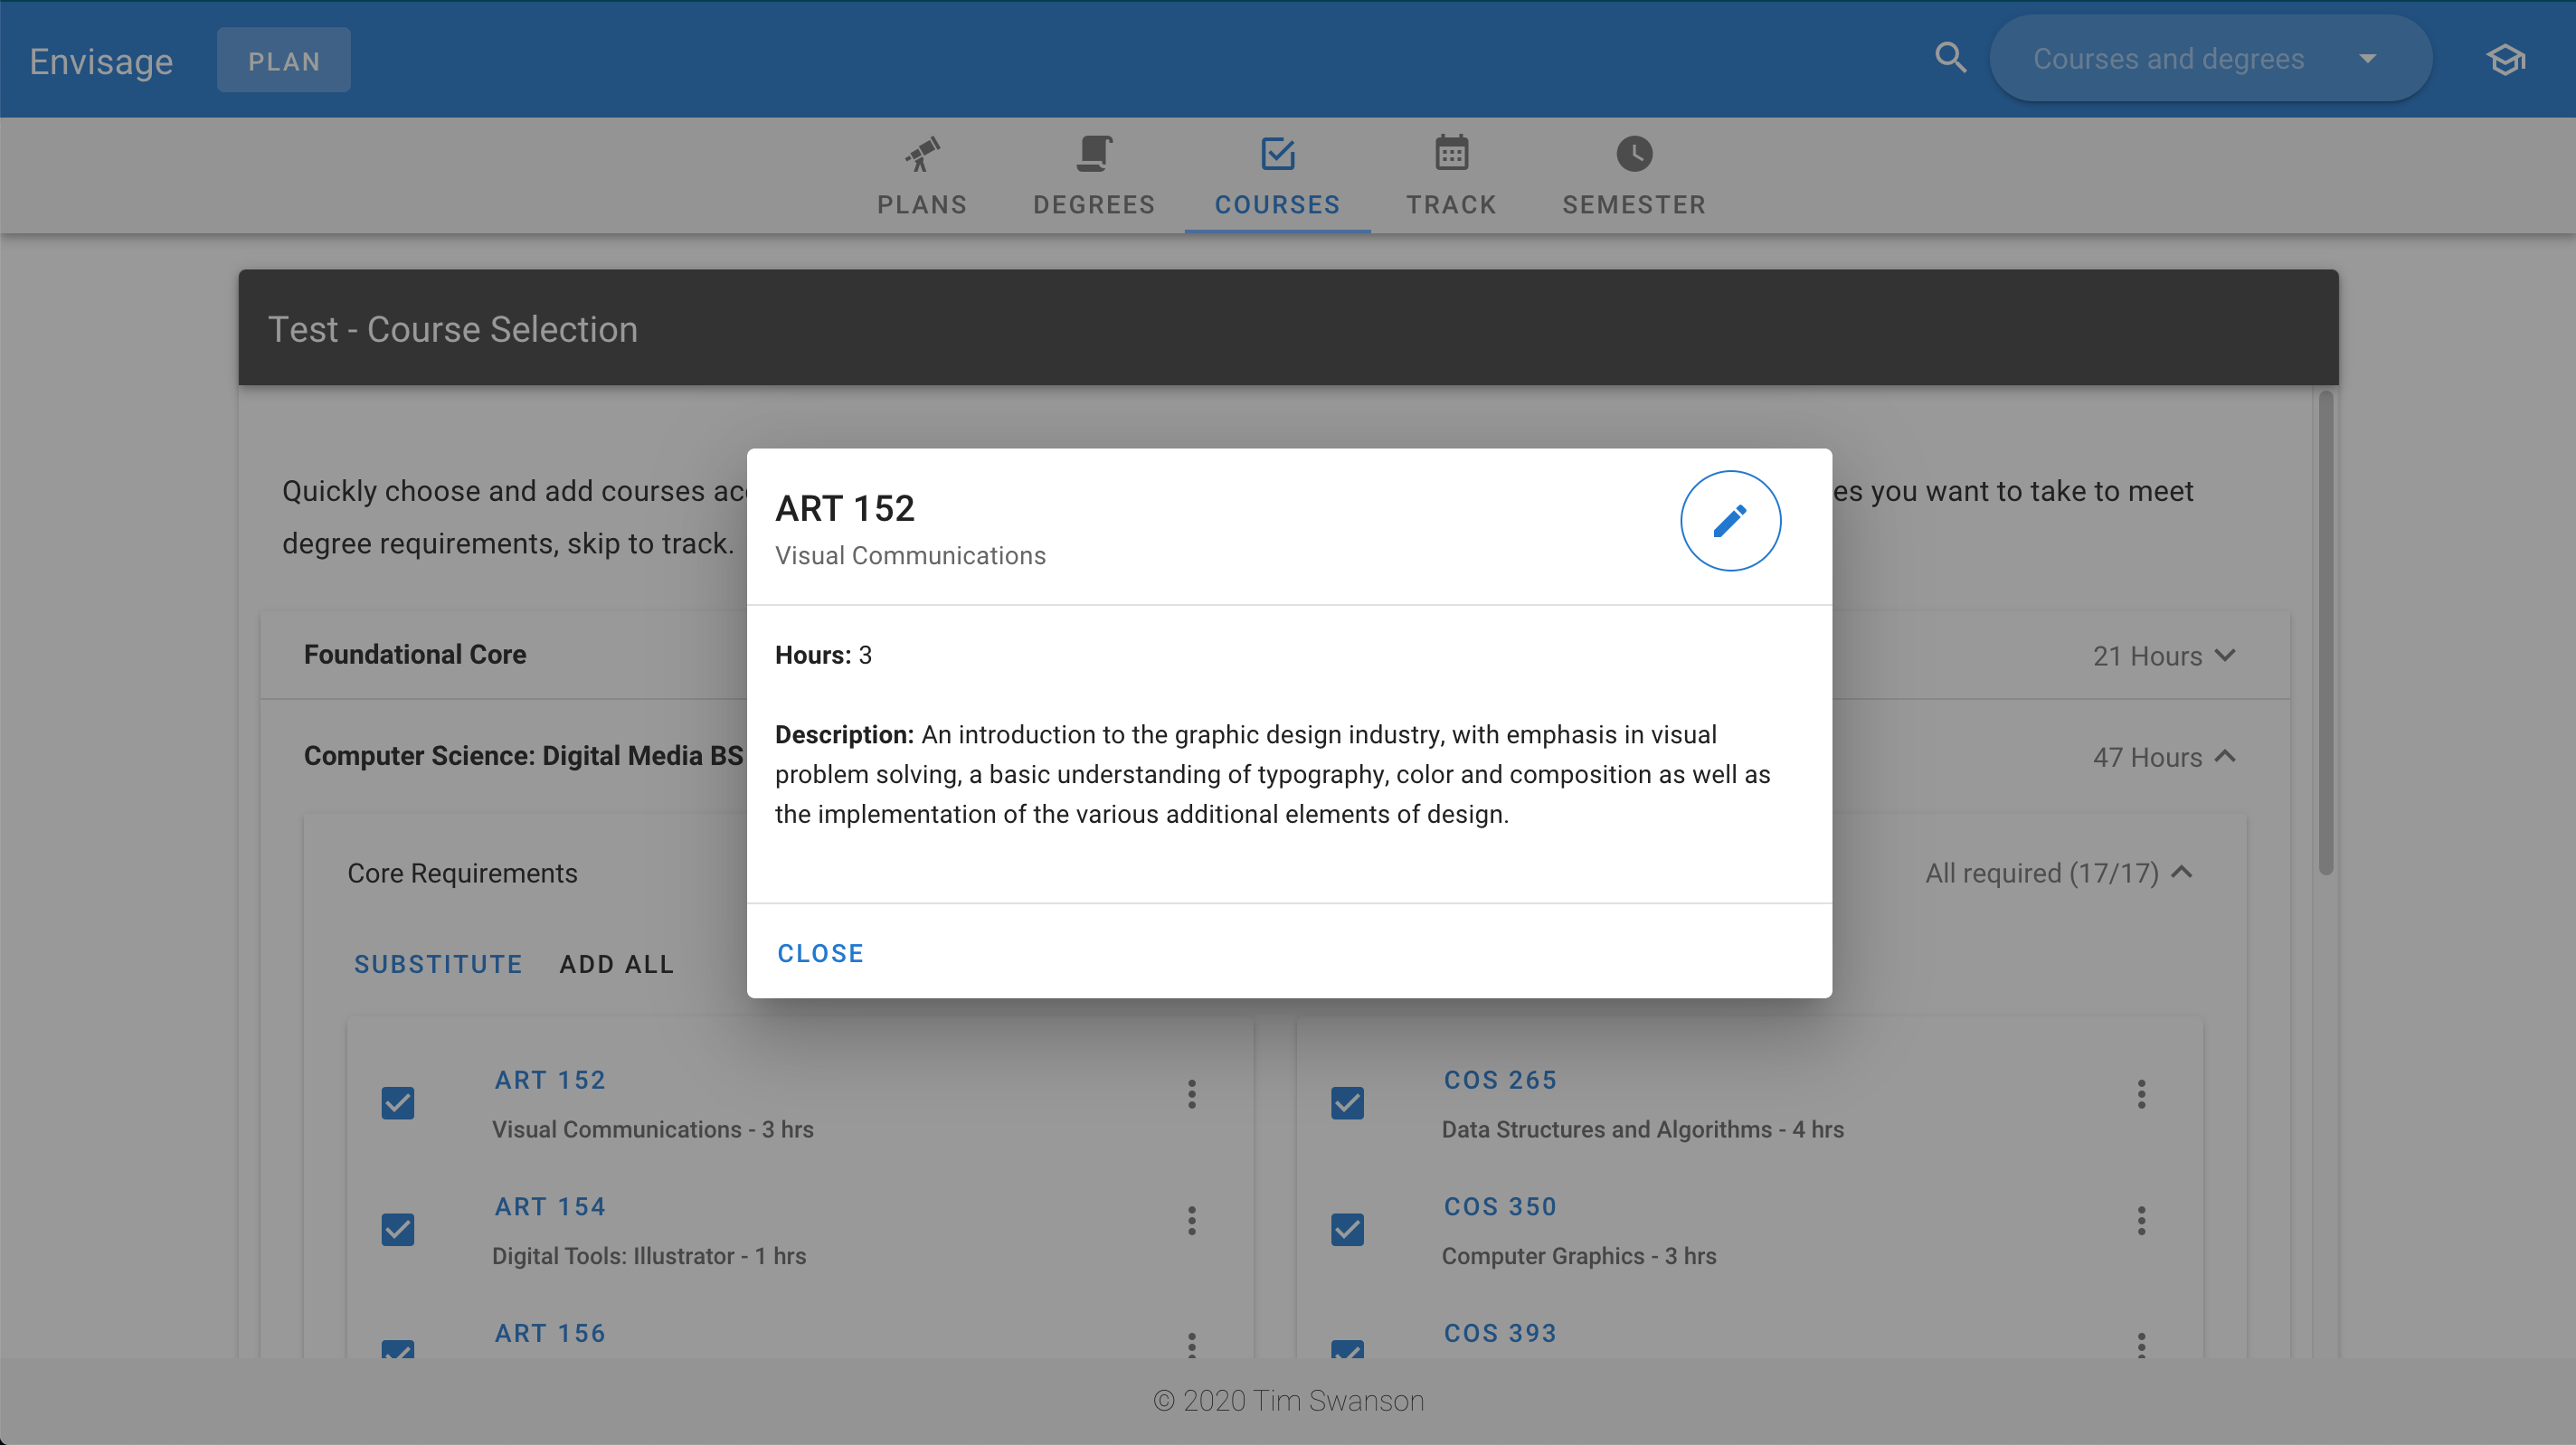 Envisage
PLAN
Courses and degrees
PLANS
DEGREES
COURSES
TRACK
SEMESTER
Test - Course Selection
Quickly choose and add courses
es you want to take to meet
degree requirements, skip to track.
ART 152
Visual Communications
Hours: 3
Description: An introduction to the graphic design industry, with emphasis in visual
problem solving, a basic understanding of typography, color and composition as well as
the implementation of the various additional elements of design.
CLOSE
Foundational Core
21 Hours
Computer Science: Digital Media BS
47 Hours
Core Requirements
All required (17/17)
SUBSTITUTE
ADD ALL
ART 152
Visual Communications - 3 hrs
COS 265
Data Structures and Algorithms - 4 hrs
ART 154
Digital Tools: Illustrator - 1 hrs
COS 350
Computer Graphics - 3 hrs
ART 156
COS 393
© 2020 Tim Swanson